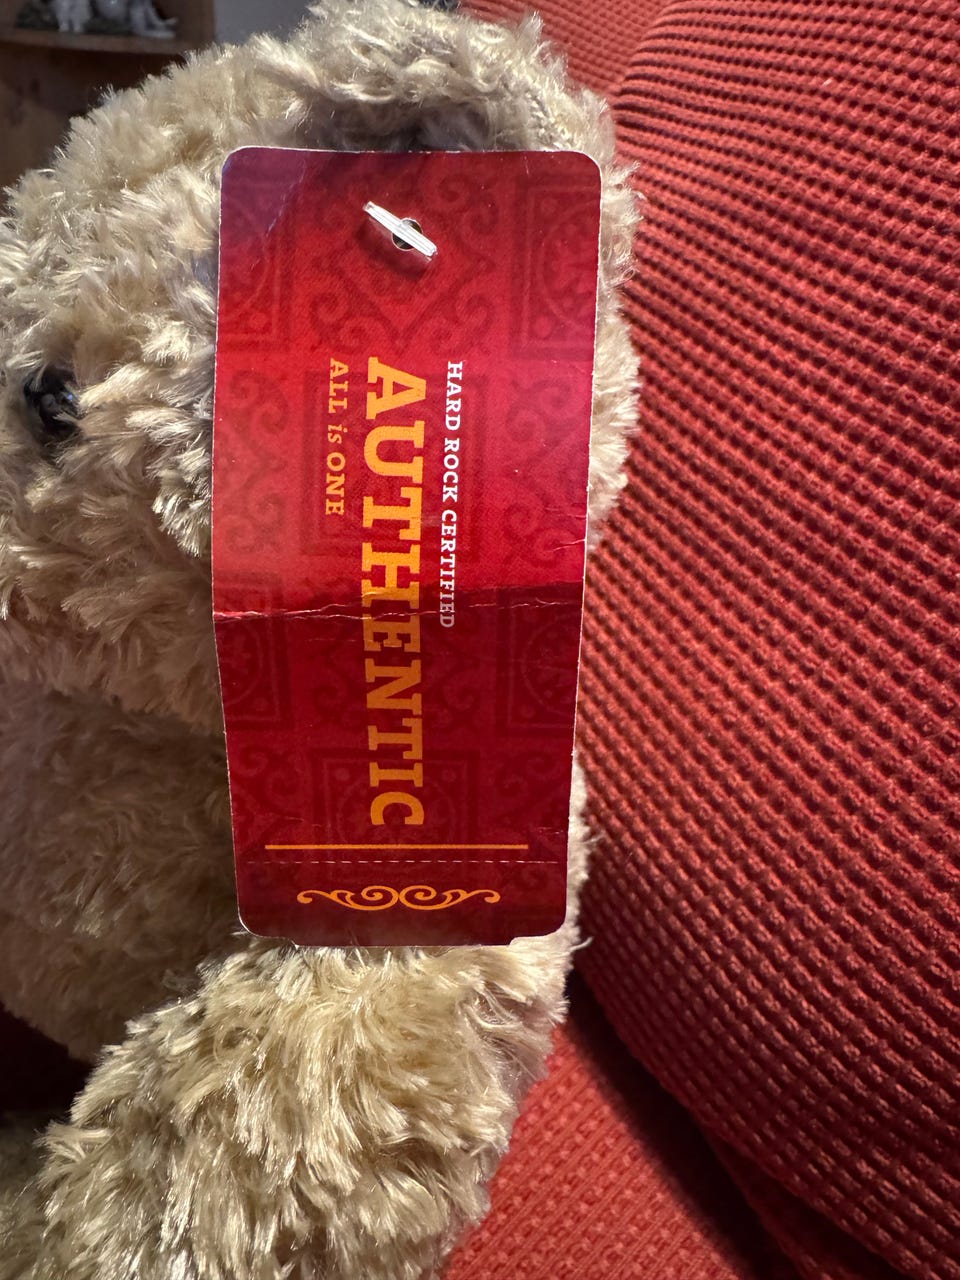 HARD ROCK CERTIFIED
AUTHENTIC
ALL is ONE